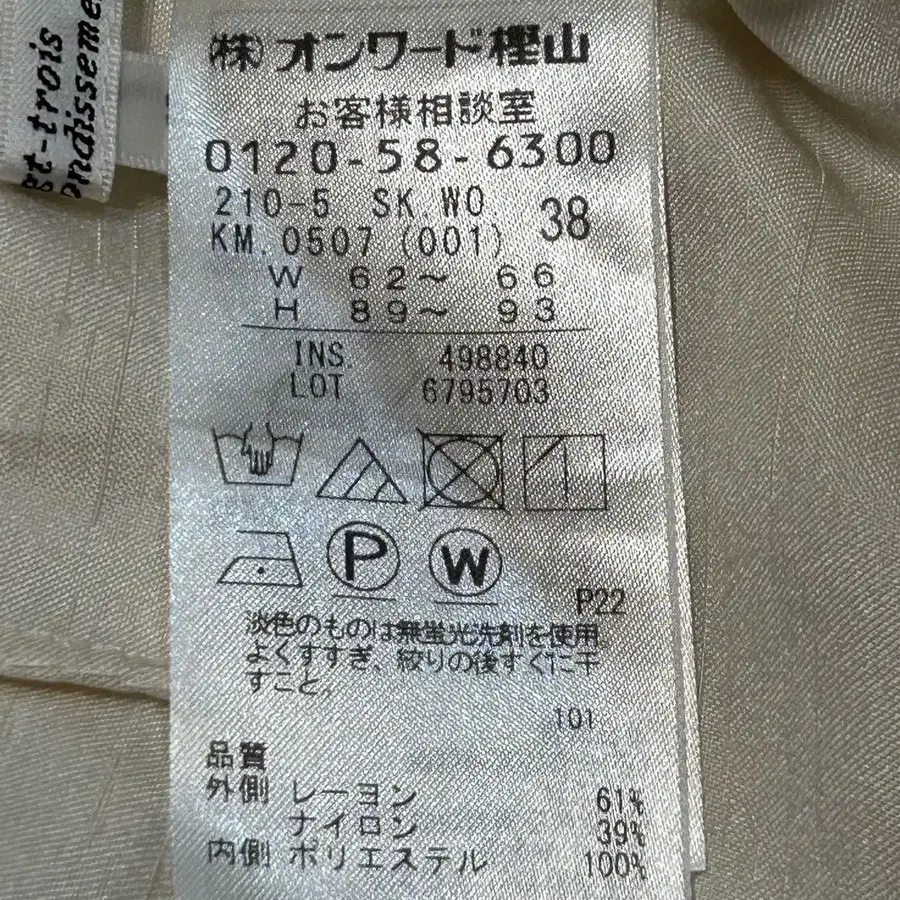 ㈱オンワード樫山
お客様相談室
0120-58-6300
210-5 SK.WO. 38
KM.0507 (001)
W 62～ 66
H 89～ 93
INS. 498840
LOT 6795703
P
W
P22
淡色のものは無蛍光洗剤を使用
よくすすぎ、絞りの後すぐに干
すこと。
101
品質
外側 レーヨン 61%
ナイロン 39%
内側 ポリエステル 100%
-trois